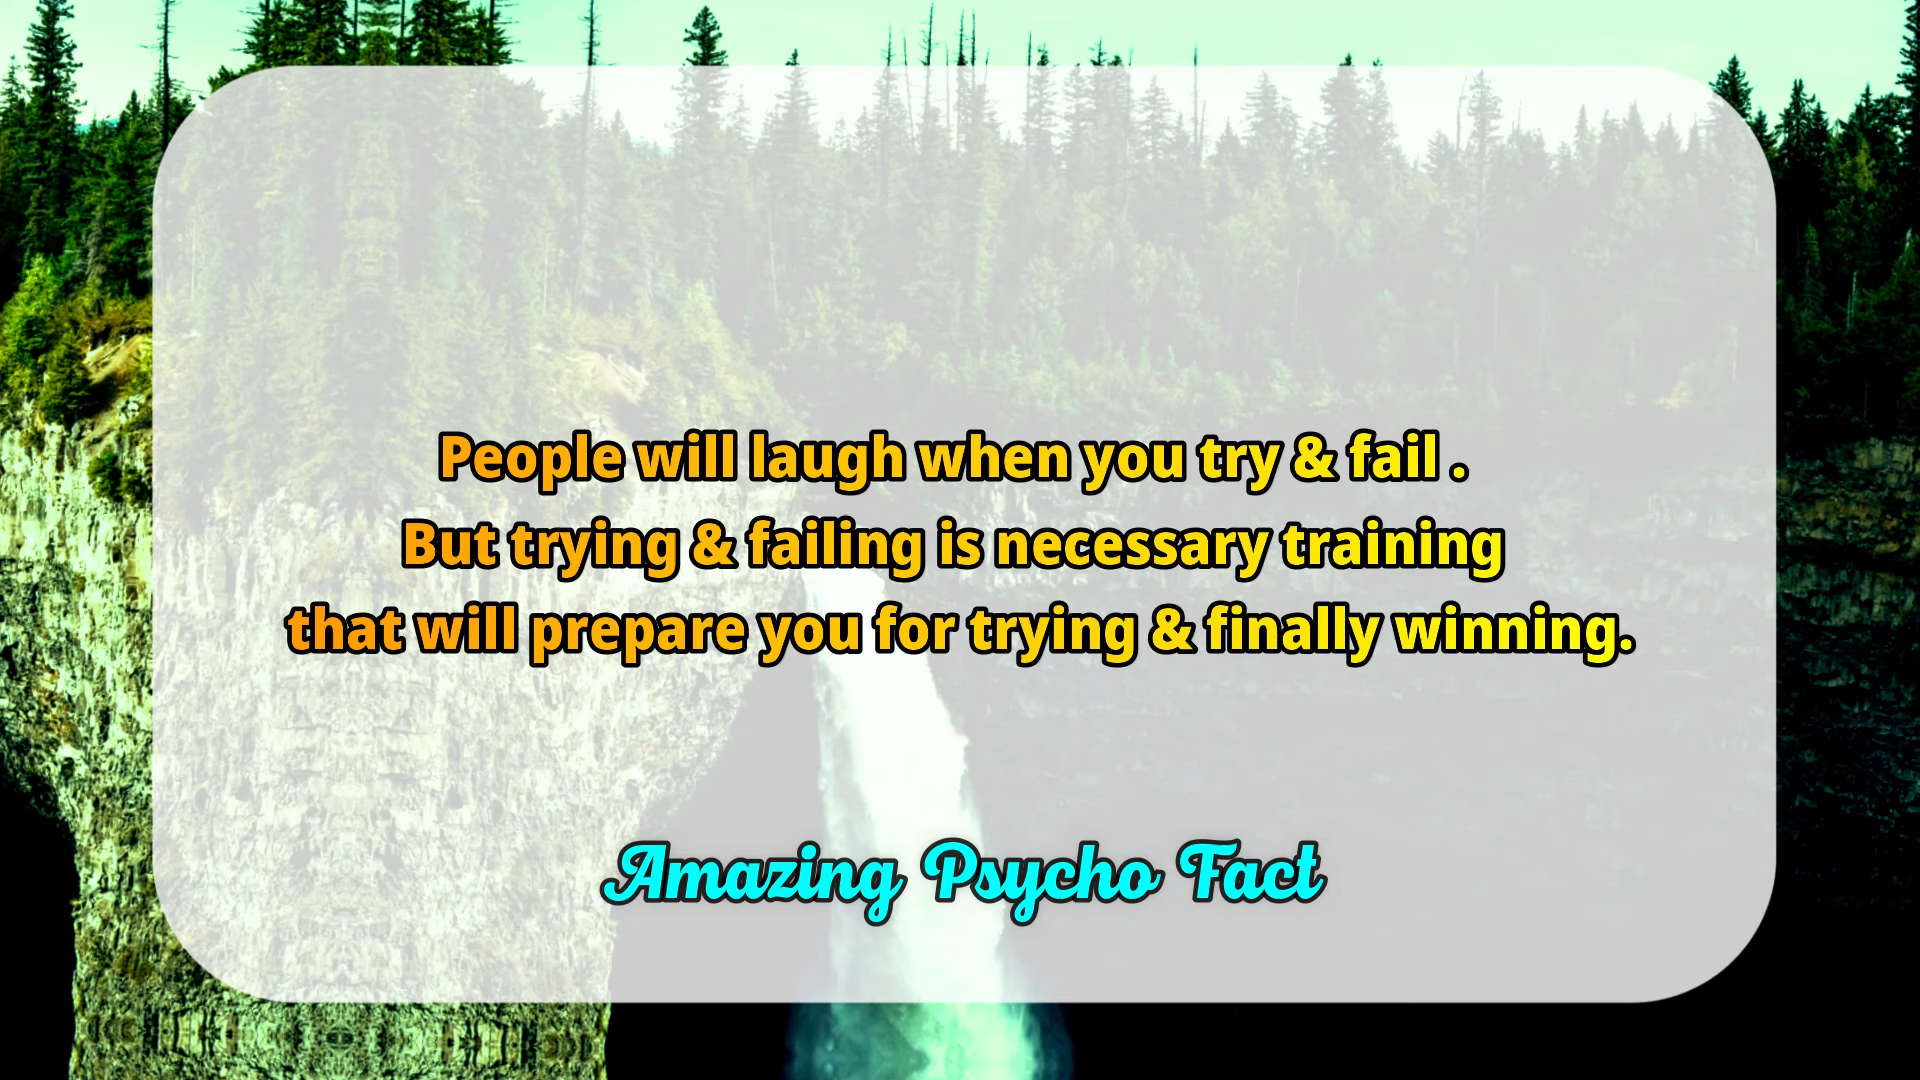 People will laugh when you try & fail .
But trying & failing is necessary training
that will prepare you for trying & finally winning.
Amazing Psycho Fact